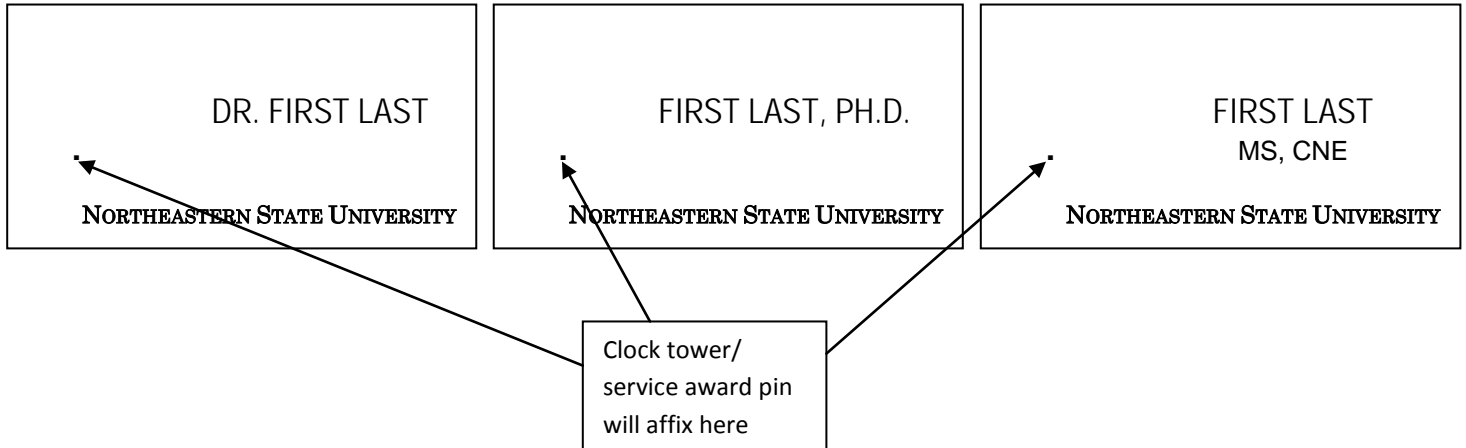 DR. FIRST LAST
NORTHEASTERN STATE UNIVERSITY
FIRST LAST, PH.D.
NORTHEASTERN STATE UNIVERSITY
FIRST LAST
MS, CNE
NORTHEASTERN STATE UNIVERSITY
Clock tower/
service award pin
will affix here